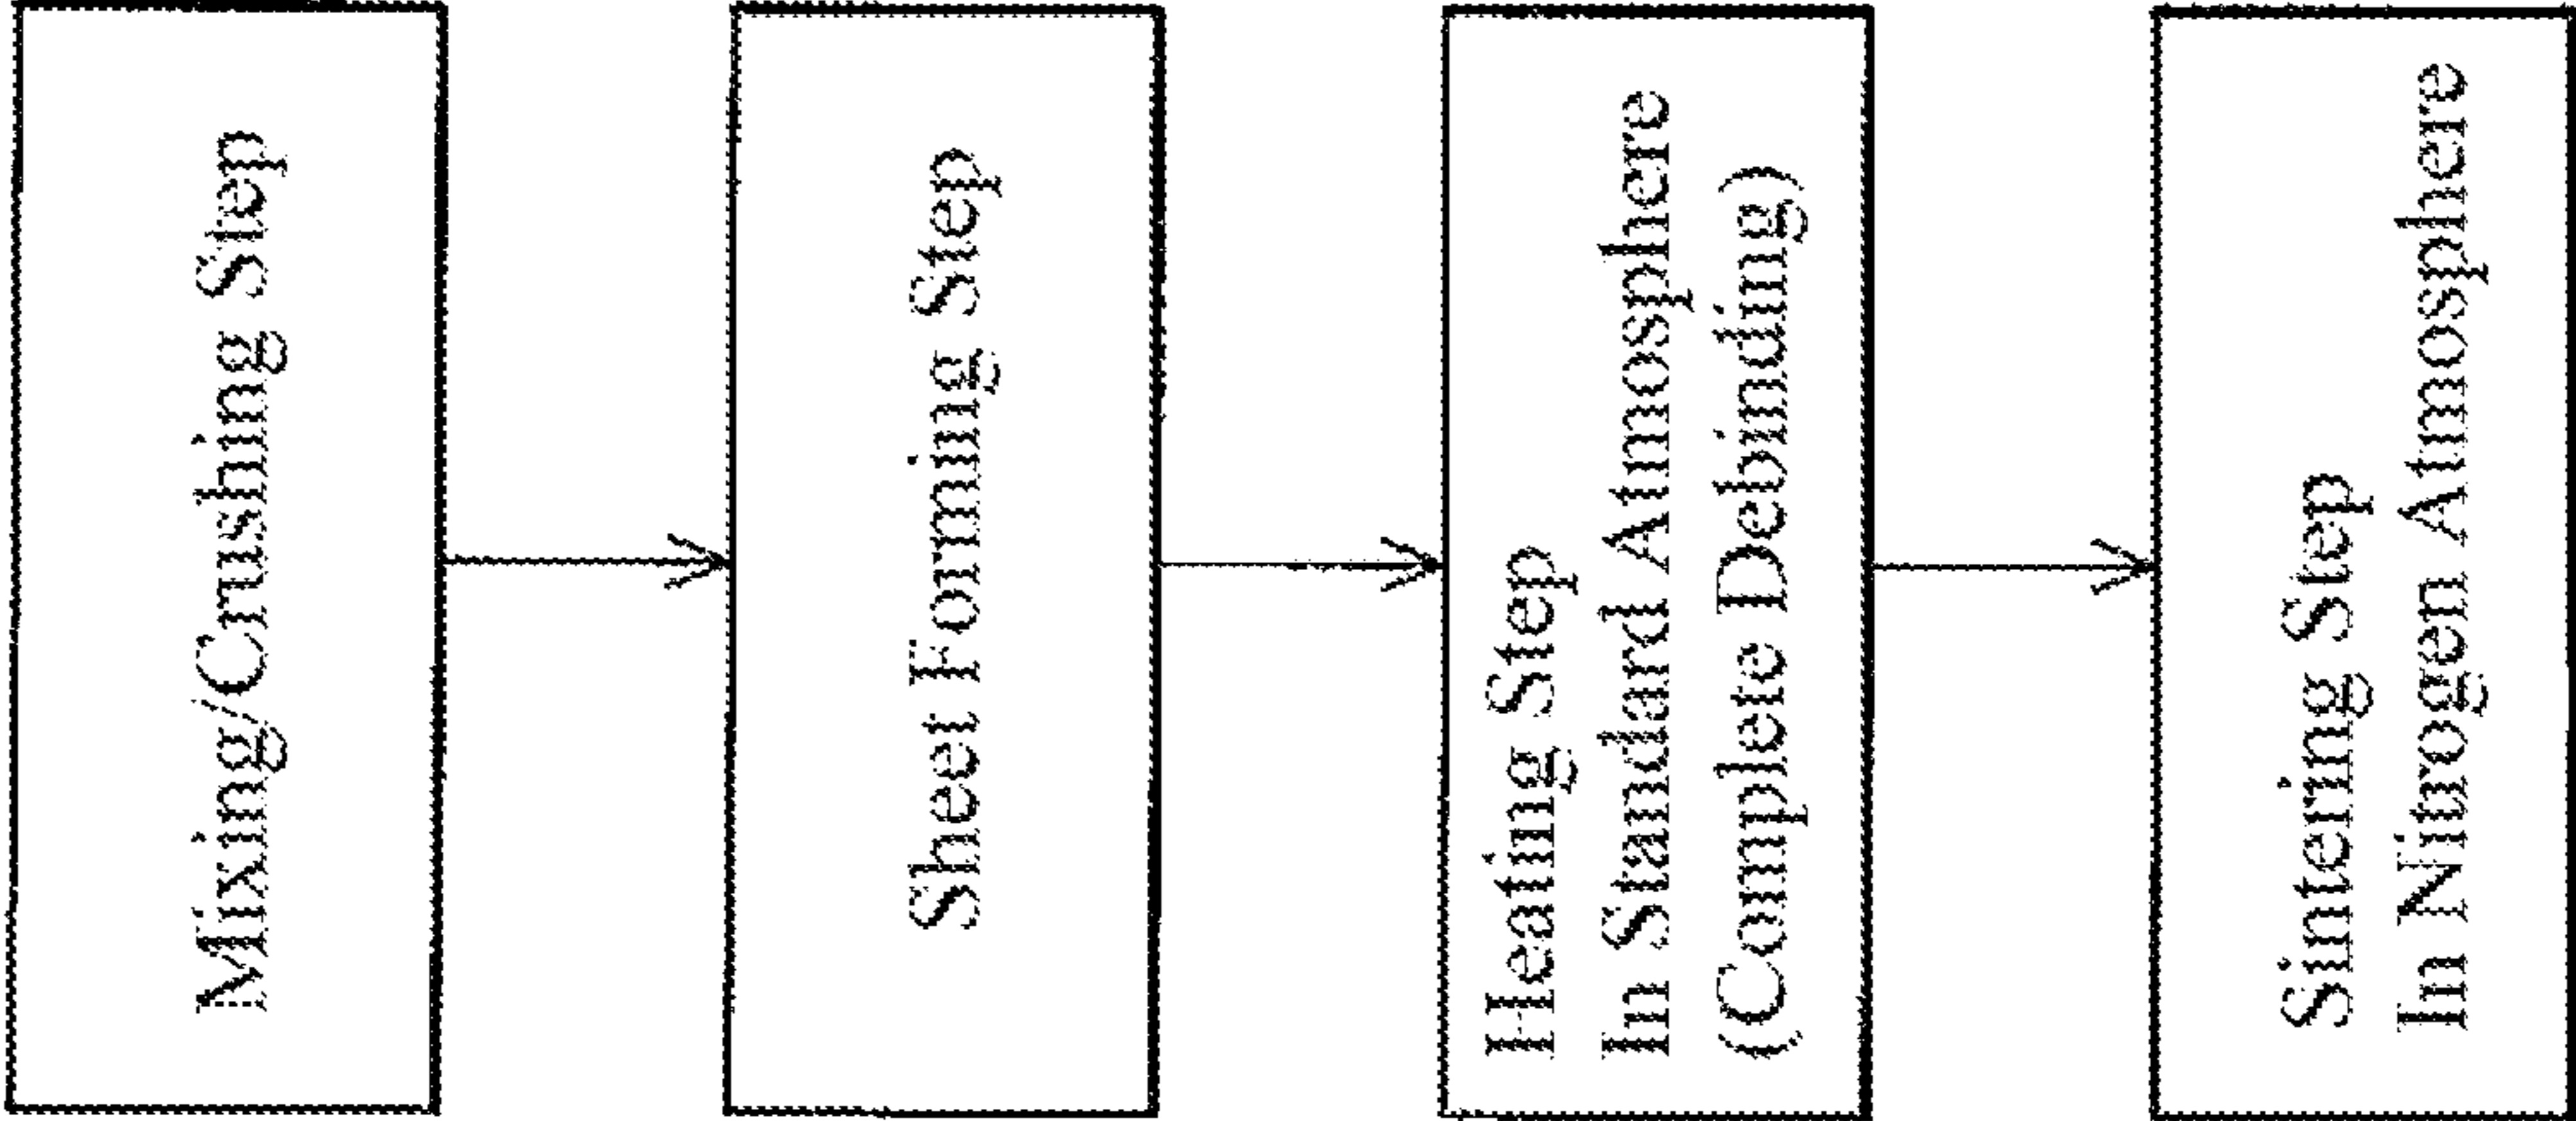 Mixing/Crushing Step
Sheet Forming Step
Heating Step
In Standard Atmosphere
(Complete Debinding)
Sintering Step
In Nitrogen Atmosphere